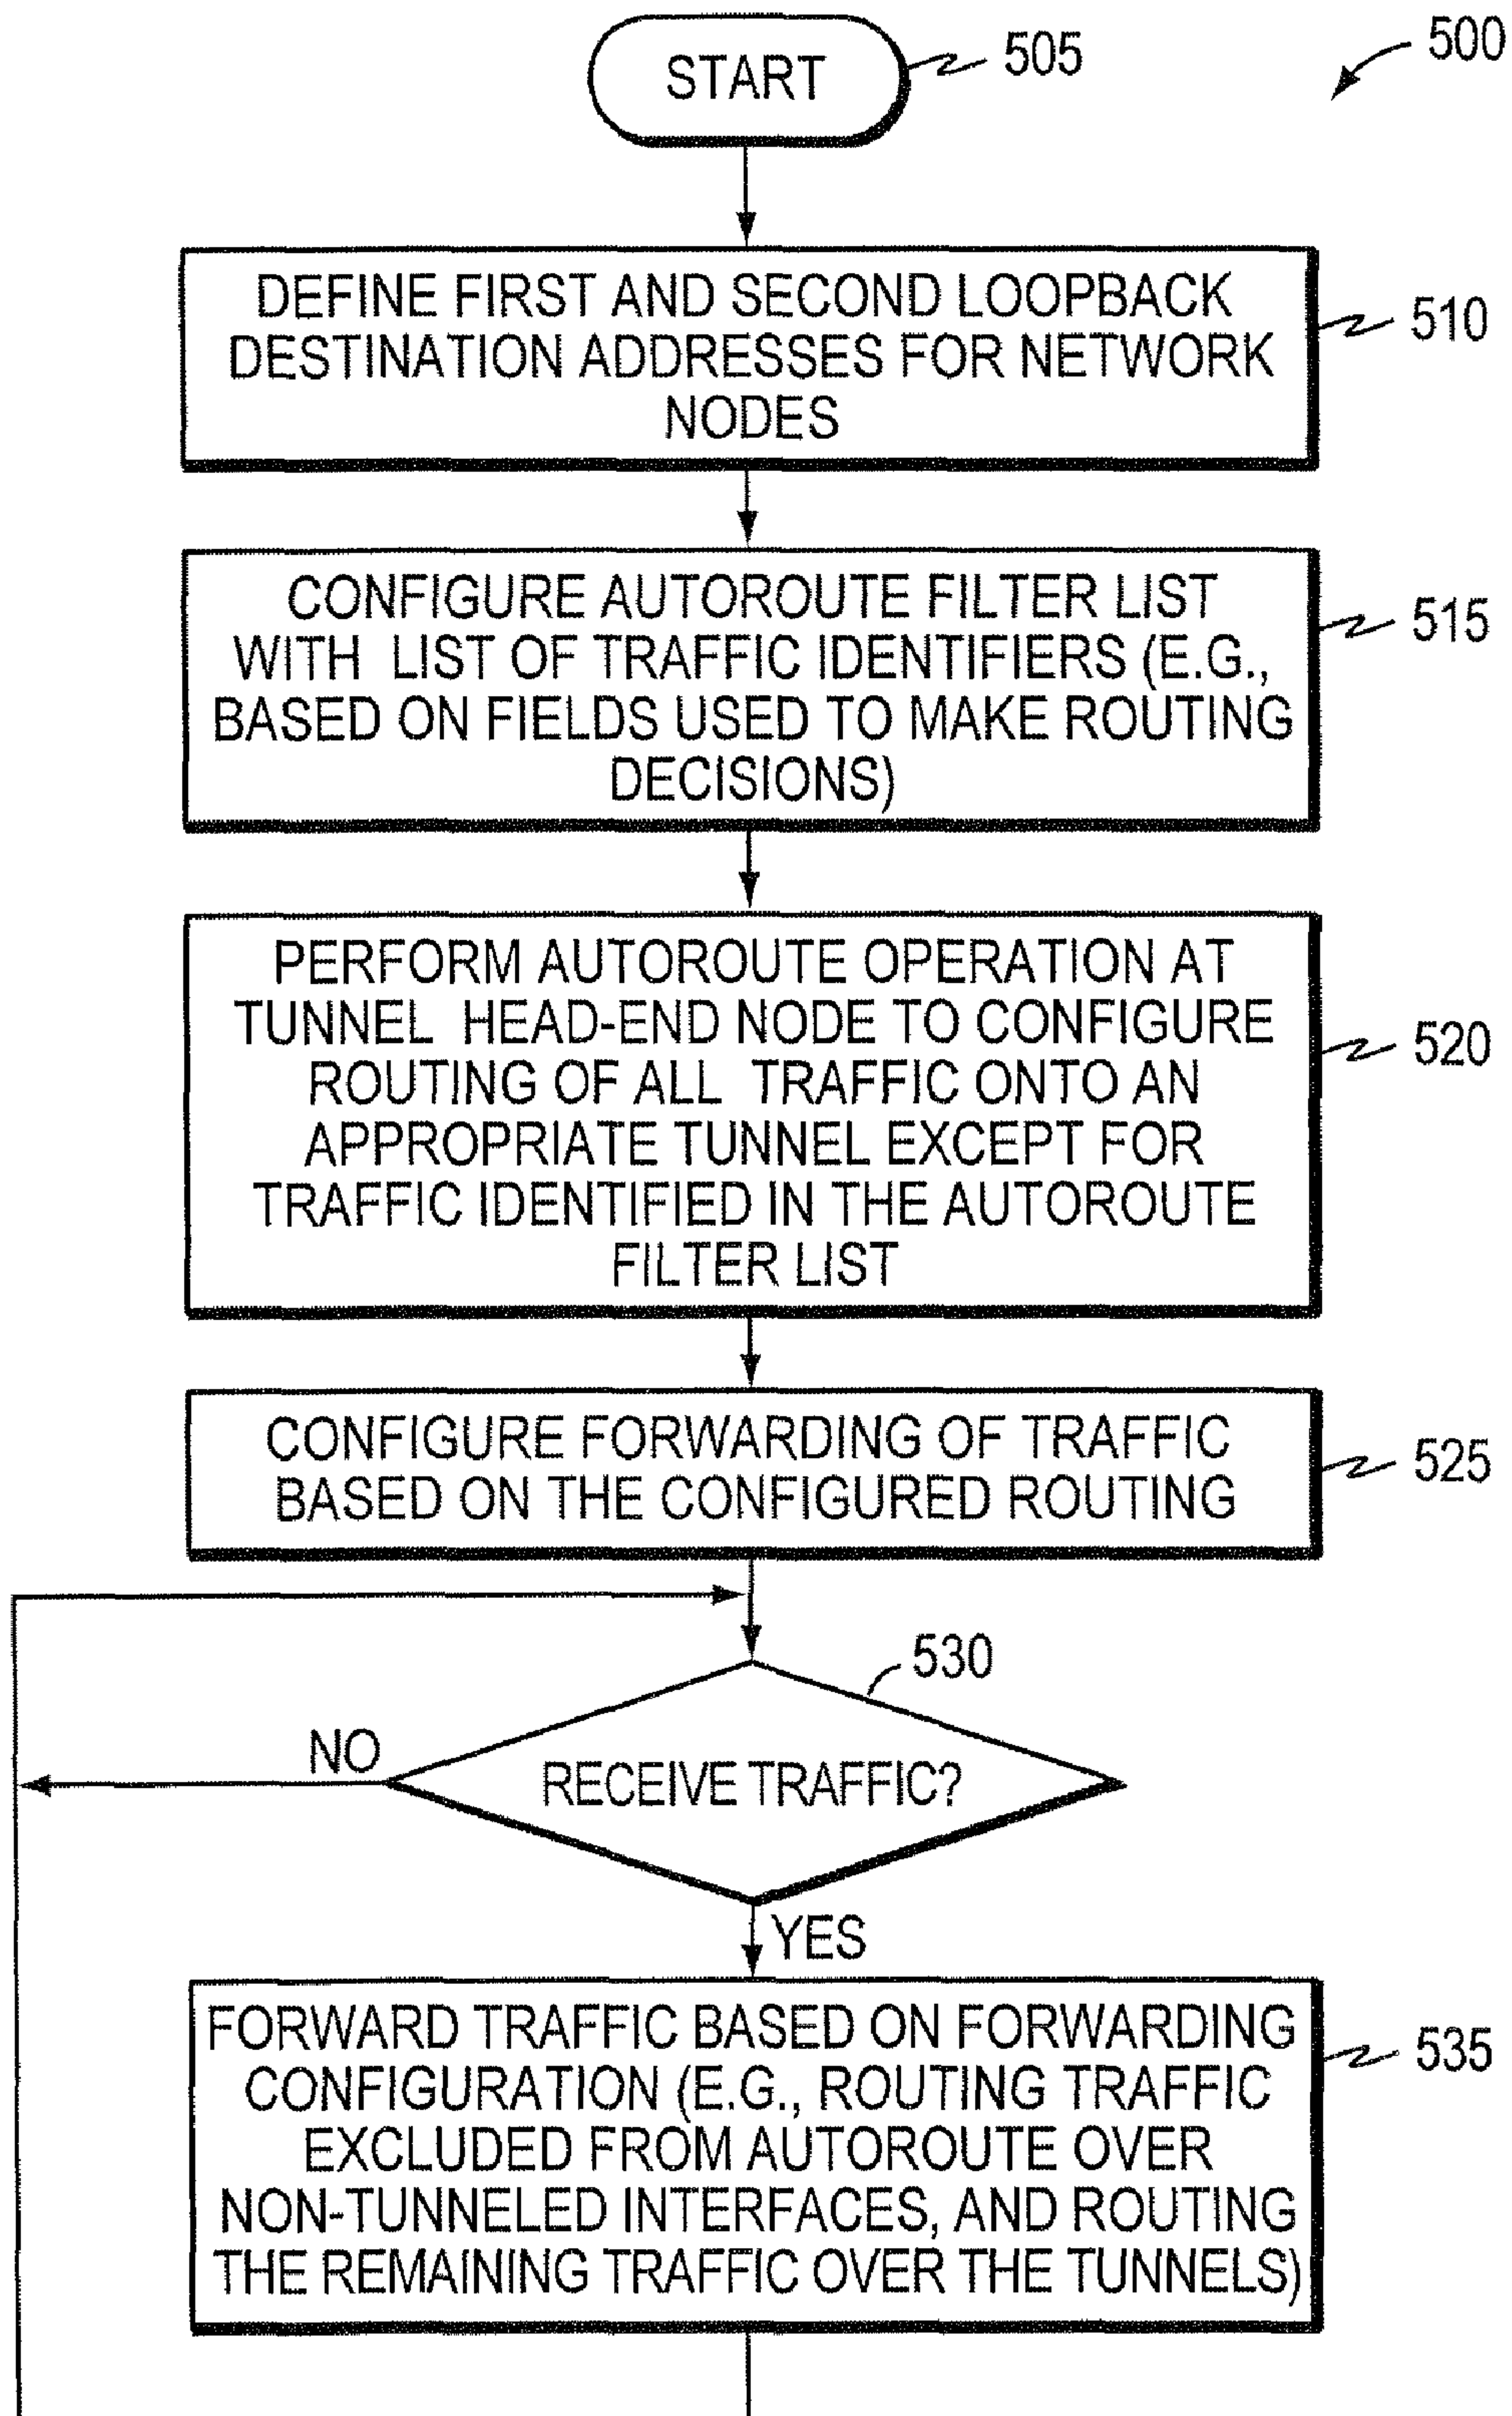 START
505
500
DEFINE FIRST AND SECOND LOOPBACK
DESTINATION ADDRESSES FOR NETWORK
NODES
510
CONFIGURE AUTOROUTE FILTER LIST
WITH LIST OF TRAFFIC IDENTIFIERS (E.G.,
BASED ON FIELDS USED TO MAKE ROUTING
DECISIONS)
515
PERFORM AUTOROUTE OPERATION AT
TUNNEL HEAD-END NODE TO CONFIGURE
ROUTING OF ALL TRAFFIC ONTO AN
APPROPRIATE TUNNEL EXCEPT FOR
TRAFFIC IDENTIFIED IN THE AUTOROUTE
FILTER LIST
520
CONFIGURE FORWARDING OF TRAFFIC
BASED ON THE CONFIGURED ROUTING
525
530
NO
RECEIVE TRAFFIC?
YES
FORWARD TRAFFIC BASED ON FORWARDING
CONFIGURATION (E.G., ROUTING TRAFFIC
EXCLUDED FROM AUTOROUTE OVER
NON-TUNNELED INTERFACES, AND ROUTING
THE REMAINING TRAFFIC OVER THE TUNNELS)
535